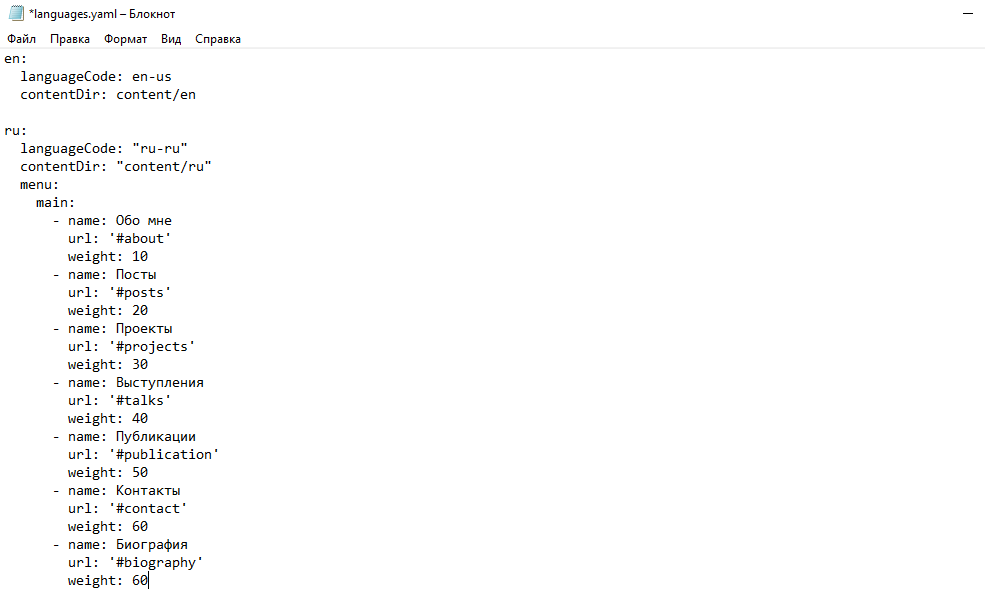 *languages.yaml – Блокнот
Файл Правка Формат Вид Справка
en:
  languageCode: en-us
  contentDir: content/en

ru:
  languageCode: "ru-ru"
  contentDir: "content/ru"
  menu:
    main:
      - name: Обо мне
        url: '#about'
        weight: 10
      - name: Посты
        url: '#posts'
        weight: 20
      - name: Проекты
        url: '#projects'
        weight: 30
      - name: Выступления
        url: '#talks'
        weight: 40
      - name: Публикации
        url: '#publication'
        weight: 50
      - name: Контакты
        url: '#contact'
        weight: 60
      - name: Биография
        url: '#biography'
        weight: 60